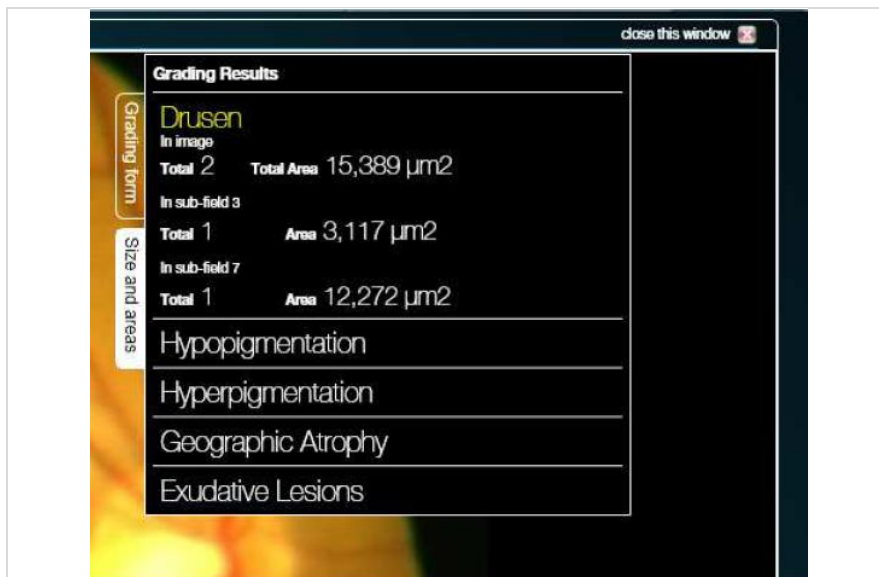 close this window
Grading Results
Grading form
Size and areas
Drusen
In image
Total 2 Total Area 15,389 µm2
In sub-field 3
Total 1 Area 3,117 µm2
In sub-field 7
Total 1 Area 12,272 µm2
Hypopigmentation
Hyperpigmentation
Geographic Atrophy
Exudative Lesions